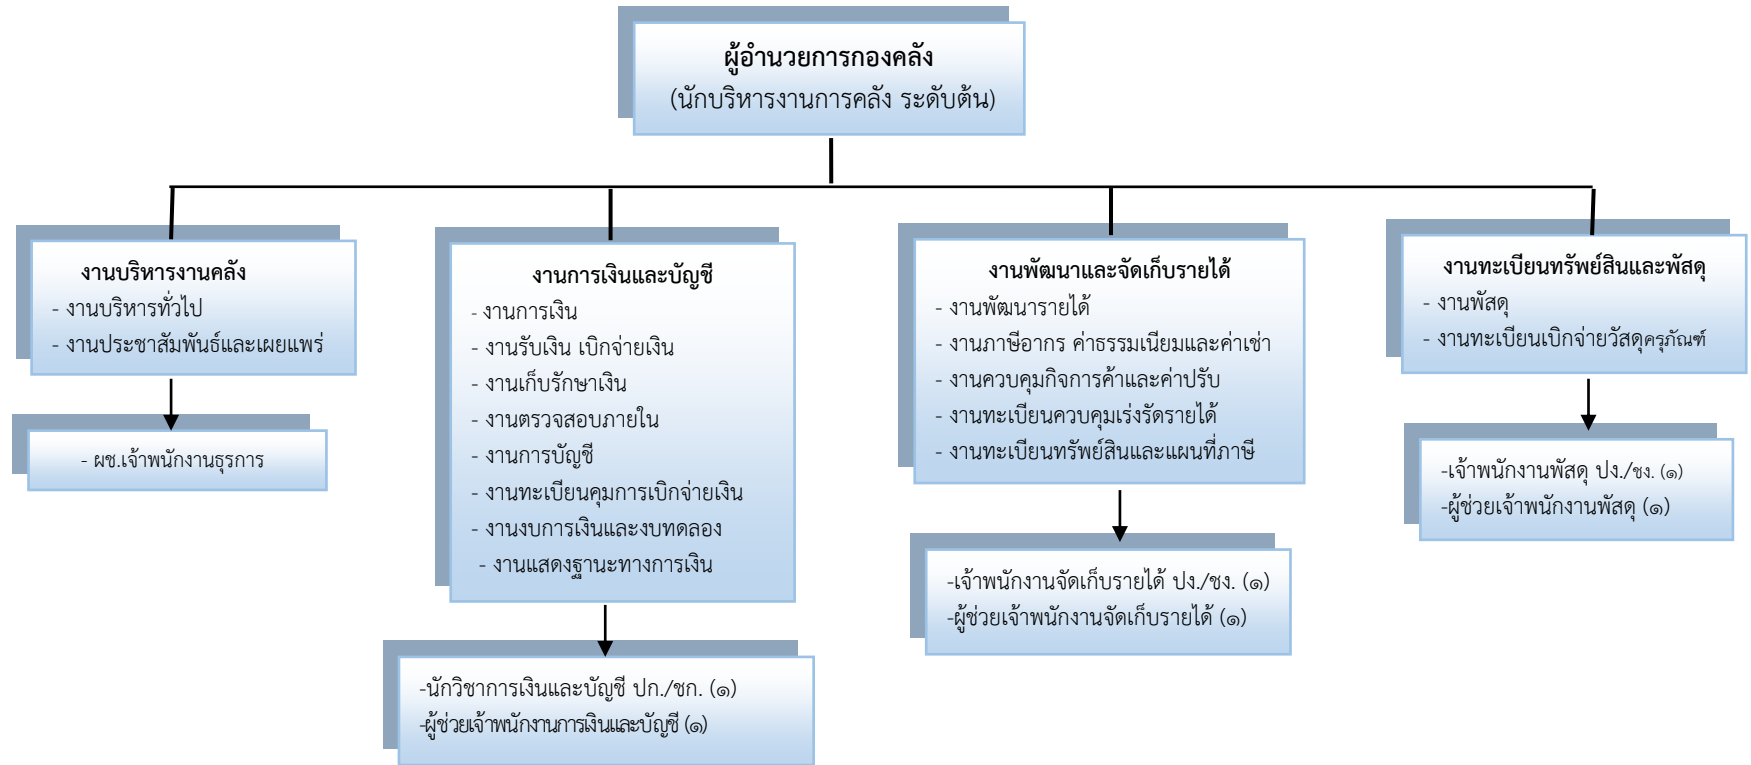 ผู้อำนวยการกองคลัง
(นักบริหารงานการคลัง ระดับต้น)
งานบริหารงานคลัง
- งานบริหารทั่วไป
- งานประชาสัมพันธ์และเผยแพร่
- ผช.เจ้าพนักงานธุรการ
งานการเงินและบัญชี
- งานการเงิน
- งานรับเงิน เบิกจ่ายเงิน
- งานเก็บรักษาเงิน
- งานตรวจสอบภายใน
- งานการบัญชี
- งานทะเบียนคุมการเบิกจ่ายเงิน
- งานงบการเงินและงบทดลอง
- งานแสดงฐานะทางการเงิน
-นักวิชาการเงินและบัญชี ปก./ชก. (๑)
-ผู้ช่วยเจ้าพนักงานการเงินและบัญชี (๑)
งานพัฒนาและจัดเก็บรายได้
- งานพัฒนารายได้
- งานภาษีอากร ค่าธรรมเนียมและค่าเช่า
- งานควบคุมกิจการค้าและค่าปรับ
- งานทะเบียนควบคุมเร่งรัดรายได้
- งานทะเบียนทรัพย์สินและแผนที่ภาษี
-เจ้าพนักงานจัดเก็บรายได้ ปง./ชง. (๑)
-ผู้ช่วยเจ้าพนักงานจัดเก็บรายได้ (๑)
งานทะเบียนทรัพย์สินและพัสดุ
- งานพัสดุ
- งานทะเบียนเบิกจ่ายวัสดุครุภัณฑ์
-เจ้าพนักงานพัสดุ ปง./ชง. (๑)
-ผู้ช่วยเจ้าพนักงานพัสดุ (๑)